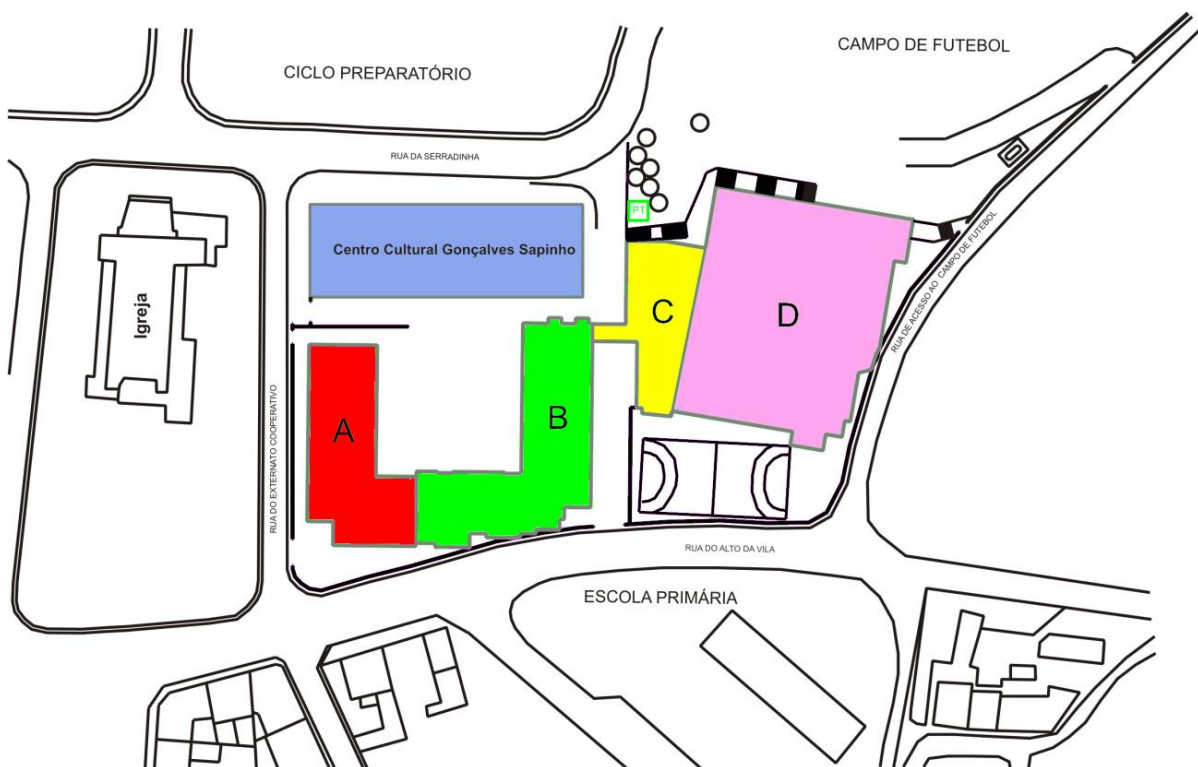 CAMPO DE FUTEBOL
CICLO PREPARATÓRIO
RUA DA SERRADINHA
PT
Centro Cultural Gonçalves Sapinho
Igreja
C
D
RUA DE ACESSO AO CAMPO DE FUTEBOL
A
B
RUA DO EXTERNATO COOPERATIVO
RUA DO ALTO DA VILA
ESCOLA PRIMÁRIA